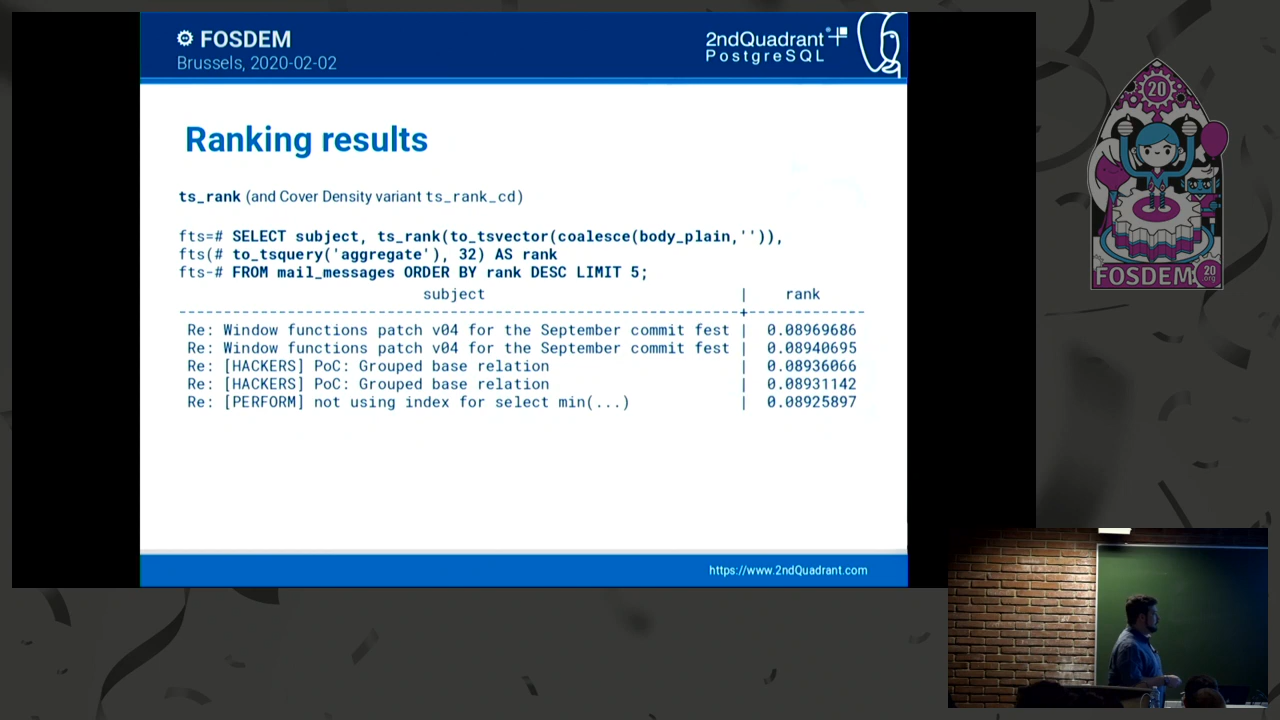 FOSDEM
Brussels, 2020-02-02
2ndQuadrant
PostgreSQL
Ranking results
ts_rank (and Cover Density variant ts_rank_cd)
fts=# SELECT subject, ts_rank(to_tsvector(coalesce(body_plain,'')),
fts(# to_tsquery('aggregate'), 32) AS rank
fts-# FROM mail_messages ORDER BY rank DESC LIMIT 5;
subject | rank
--------------------------------------------------------------+-------------
Re: Window functions patch v04 for the September commit fest | 0.08969686
Re: Window functions patch v04 for the September commit fest | 0.08940695
Re: [HACKERS] PoC: Grouped base relation | 0.08936066
Re: [HACKERS] PoC: Grouped base relation | 0.08931142
Re: [PERFORM] not using index for select min(...) | 0.08925897
https://www.2ndQuadrant.com
20
FOSDEM
20
.org